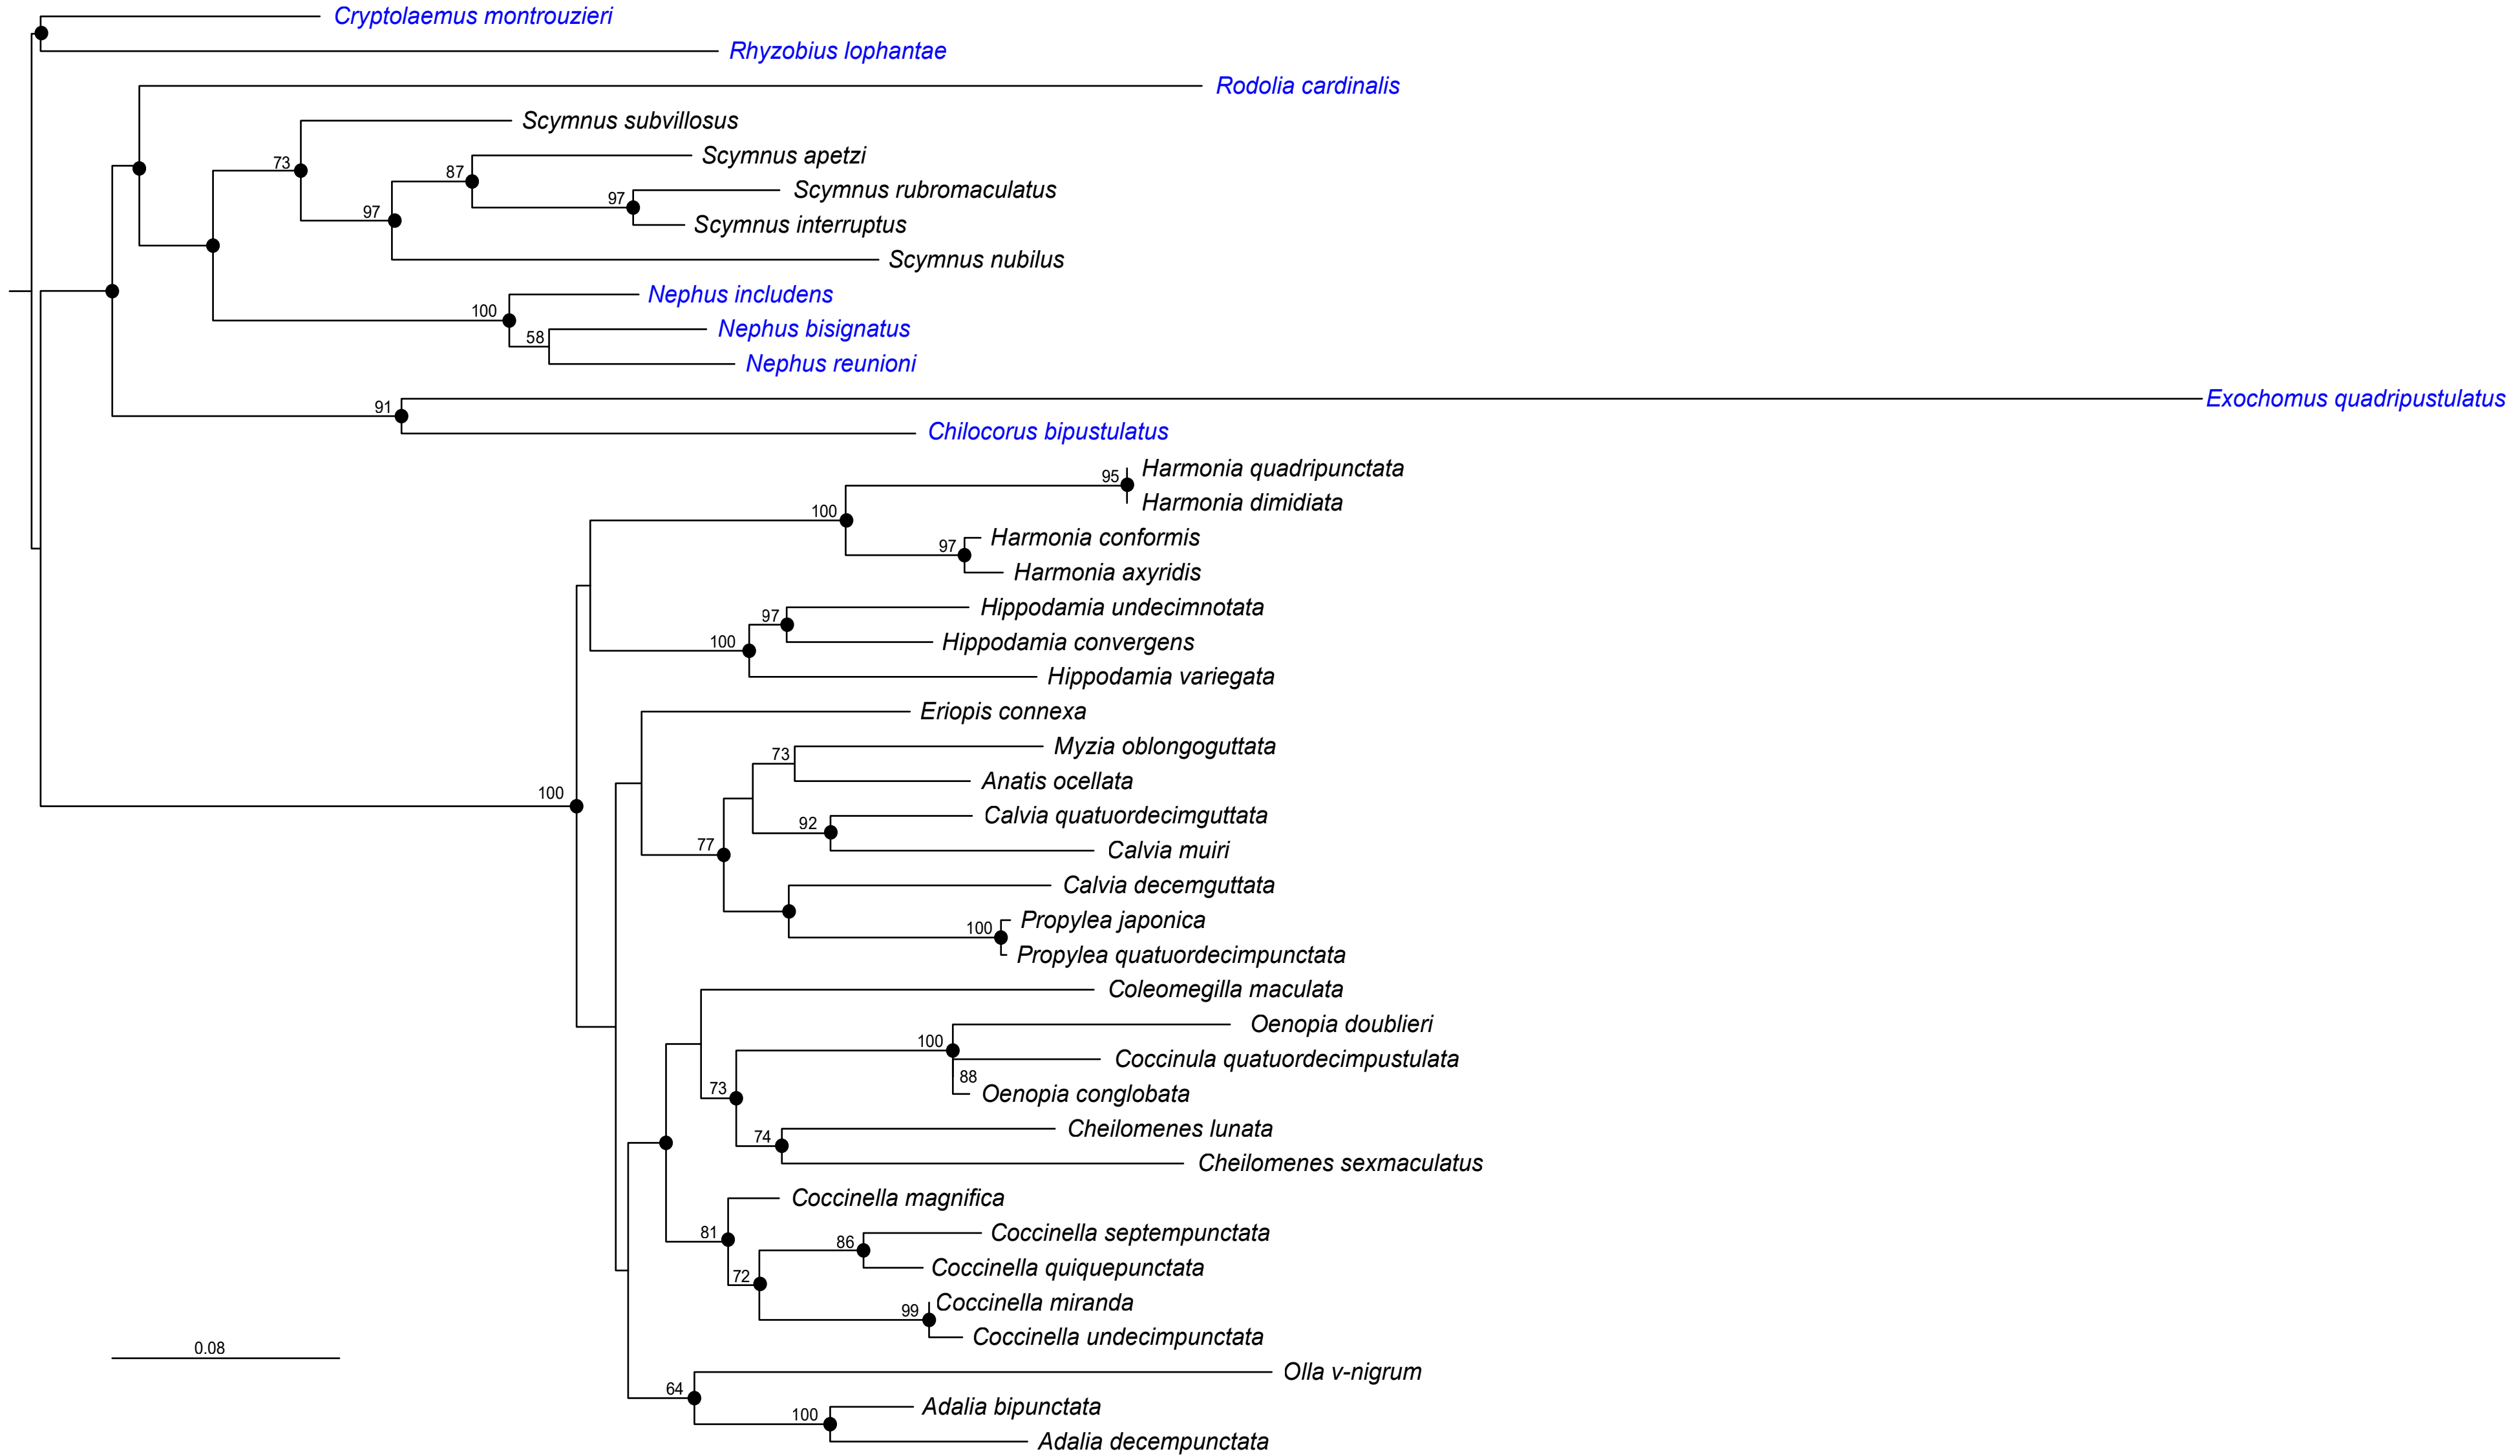 Cryptolaemus montrouzieri
Rhyzobius lophantae
Rodolia cardinalis
Scymnus subvillosus
73
Scymnus apetzi
87
Scymnus rubromaculatus
97
Scymnus interruptus
97
Scymnus nubilus
Nephus includens
100
Nephus bisignatus
58
Nephus reunioni
Exochomus quadripustulatus
91
Chilocorus bipustulatus
Harmonia quadripunctata
95
Harmonia dimidiata
100
Harmonia conformis
97
Harmonia axyridis
Hippodamia undecimnotata
97
Hippodamia convergens
100
Hippodamia variegata
Eriopis connexa
Myzia oblongoguttata
73
Anatis ocellata
100
Calvia quatuordecimguttata
92
Calvia muiri
77
Calvia decemguttata
Propylea japonica
100
Propylea quatuordecimpunctata
Coleomegilla maculata
Oenopia doublieri
100
Coccinula quatuordecimpustulata
88
Oenopia conglobata
73
Cheilomenes lunata
74
Cheilomenes sexmaculatus
Coccinella magnifica
81
Coccinella septempunctata
86
Coccinella quiquepunctata
72
Coccinella miranda
99
Coccinella undecimpunctata
0.08
Olla v-nigrum
64
Adalia bipunctata
100
Adalia decempunctata